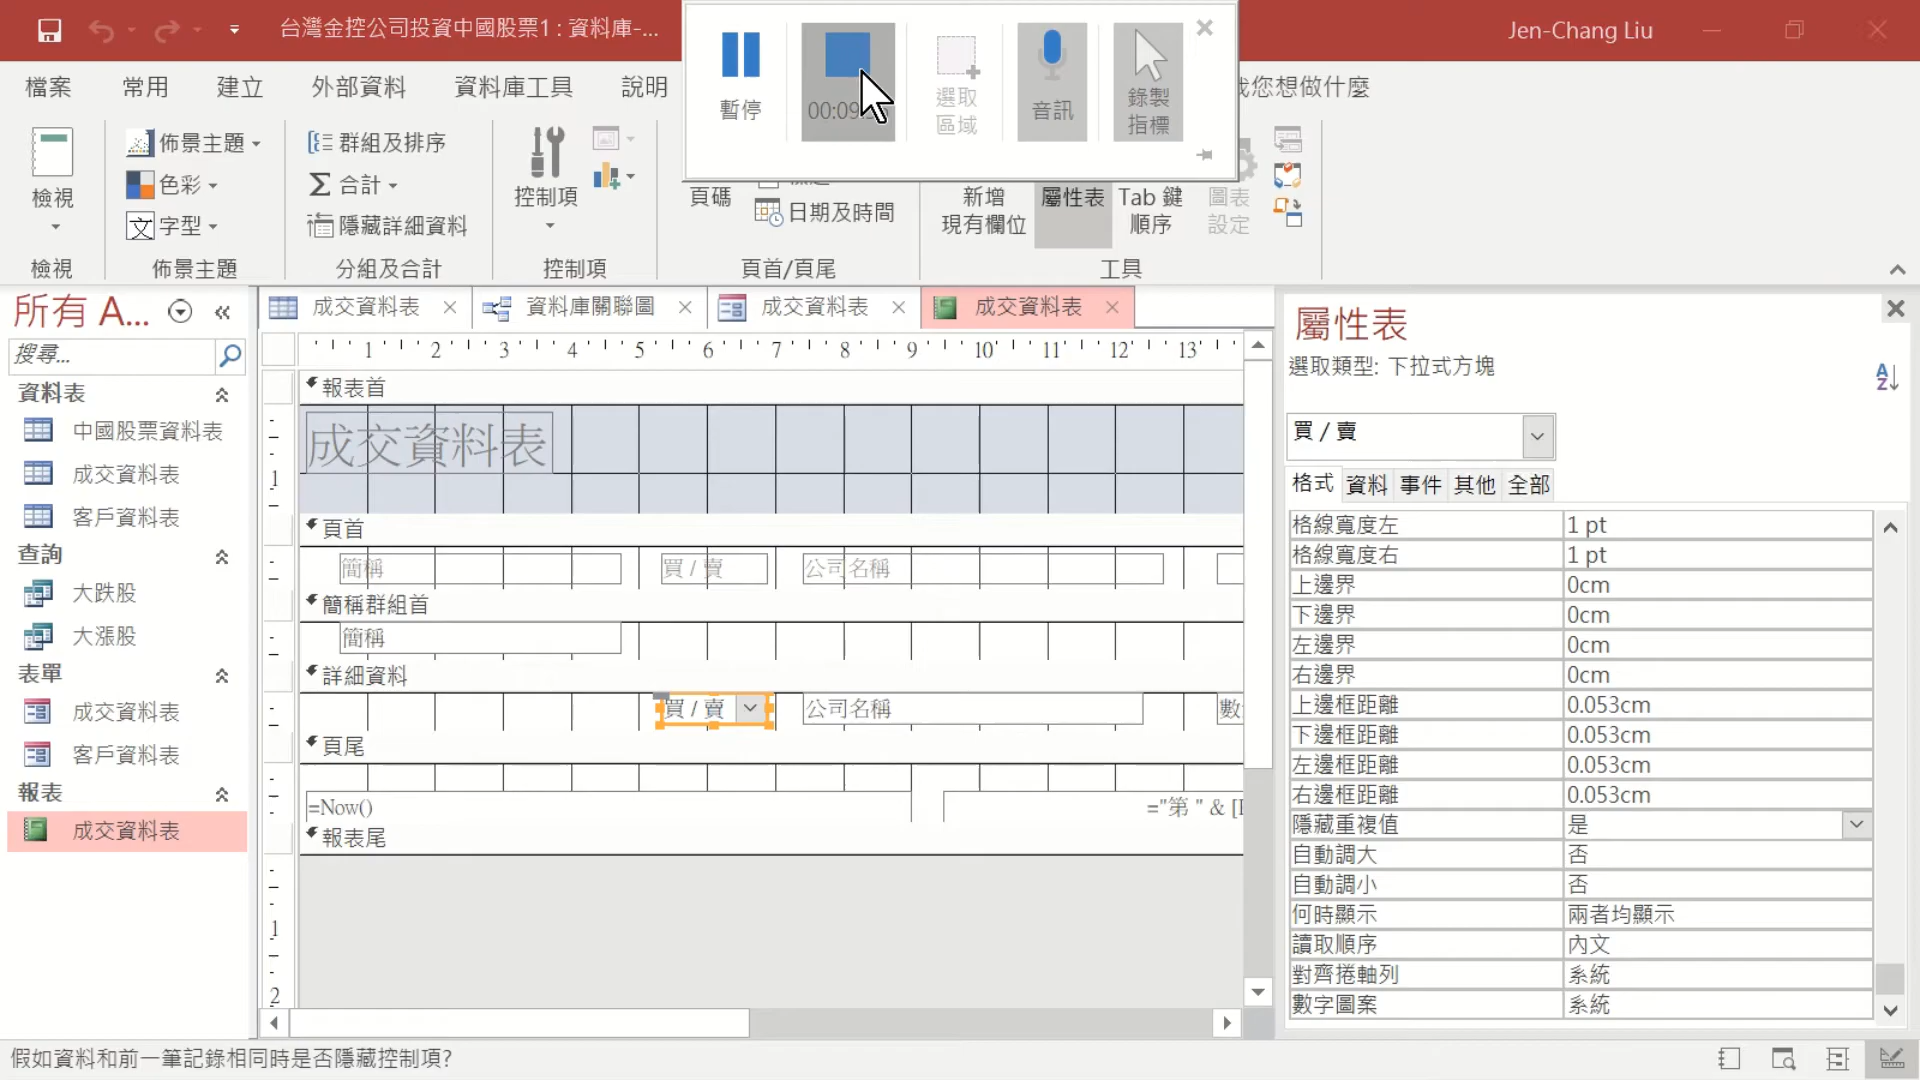 台灣金控公司投資中國股票1 : 資料庫-...
Jen-Chang Liu
檔案 常用 建立 外部資料 資料庫工具 說明
您想做什麼
暫停
00:09
選取
區域
音訊
錄製
指標
檢視
佈景主題
色彩
字型
群組及排序
合計
隱藏詳細資料
控制項
頁碼
日期及時間
新增
現有欄位
屬性表
Tab 鍵
順序
圖表
設定
檢視 佈景主題 分組及合計 控制項 頁首/頁尾 工具
所有 A...
搜尋...
資料表
中國股票資料表
成交資料表
客戶資料表
查詢
大跌股
大漲股
表單
成交資料表
客戶資料表
報表
成交資料表
成交資料表 資料庫關聯圖 成交資料表 成交資料表
1 2 3 4 5 6 7 8 9 10 11 12 13
報表首
成交資料表
1
頁首
簡稱 買 / 賣 公司名稱
簡稱群組首
簡稱
詳細資料
買 / 賣 公司名稱 數
頁尾
=Now() ="第 " & [
報表尾
1
2
屬性表
選取類型: 下拉式方塊
買 / 賣
格式 資料 事件 其他 全部
格線寬度左 1 pt
格線寬度右 1 pt
上邊界 0cm
下邊界 0cm
左邊界 0cm
右邊界 0cm
上邊框距離 0.053cm
下邊框距離 0.053cm
左邊框距離 0.053cm
右邊框距離 0.053cm
隱藏重複值 是
自動調大 否
自動調小 否
何時顯示 兩者均顯示
讀取順序 內文
對齊捲軸列 系統
數字圖案 系統
假如資料和前一筆記錄相同時是否隱藏控制項?